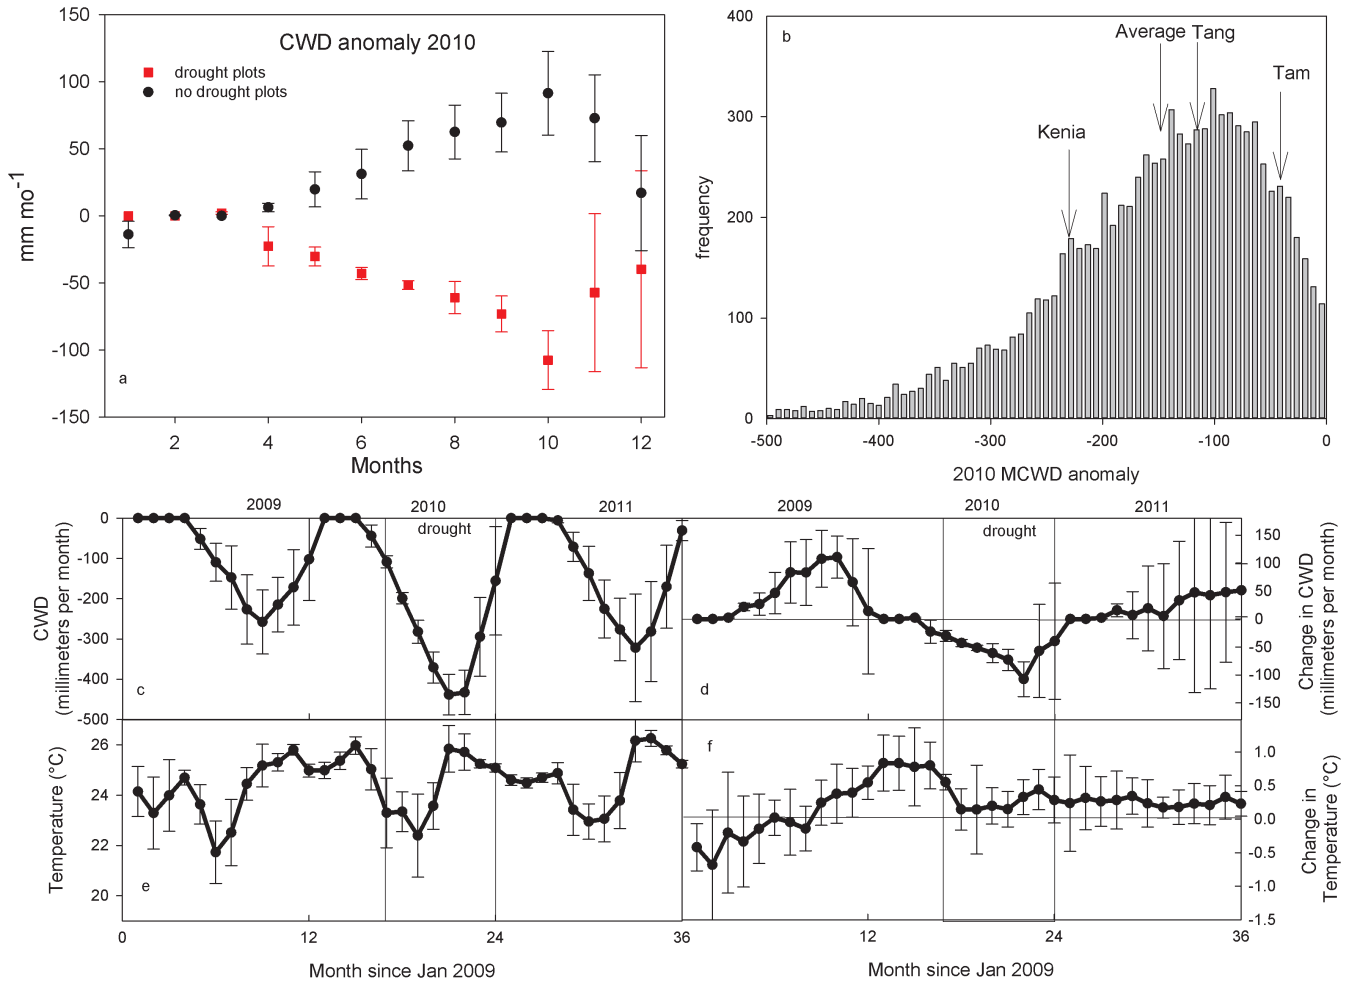 CWD anomaly 2010
drought plots
no drought plots
150
100
50
0
-50
-100
-150
mm mo-1
a
2
4
6
8
10
12
Months
b
400
300
200
100
0
frequency
Kenia
Average
Tang
Tam
-500
-400
-300
-200
-100
0
2010 MCWD anomaly
2009
2010
2011
drought
0
-100
-200
-300
-400
-500
CWD
(millimeters per month)
c
2009
2010
2011
drought
150
100
50
0
-50
-100
-150
Change in CWD
(millimeters per month)
d
26
24
22
20
Temperature (°C)
e
0
12
24
36
Month since Jan 2009
f
1.0
0.5
0.0
-0.5
-1.0
-1.5
Change in
Temperature (°C)
12
24
36
Month since Jan 2009